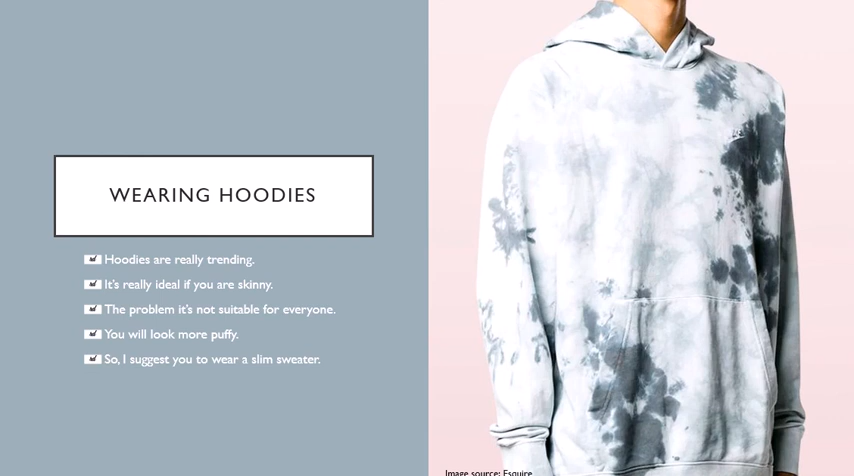 WEARING HOODIES
Hoodies are really trending.
It's really ideal if you are skinny.
The problem it's not suitable for everyone.
You will look more puffy.
So, I suggest you to wear a slim sweater.
Image source: Esquire